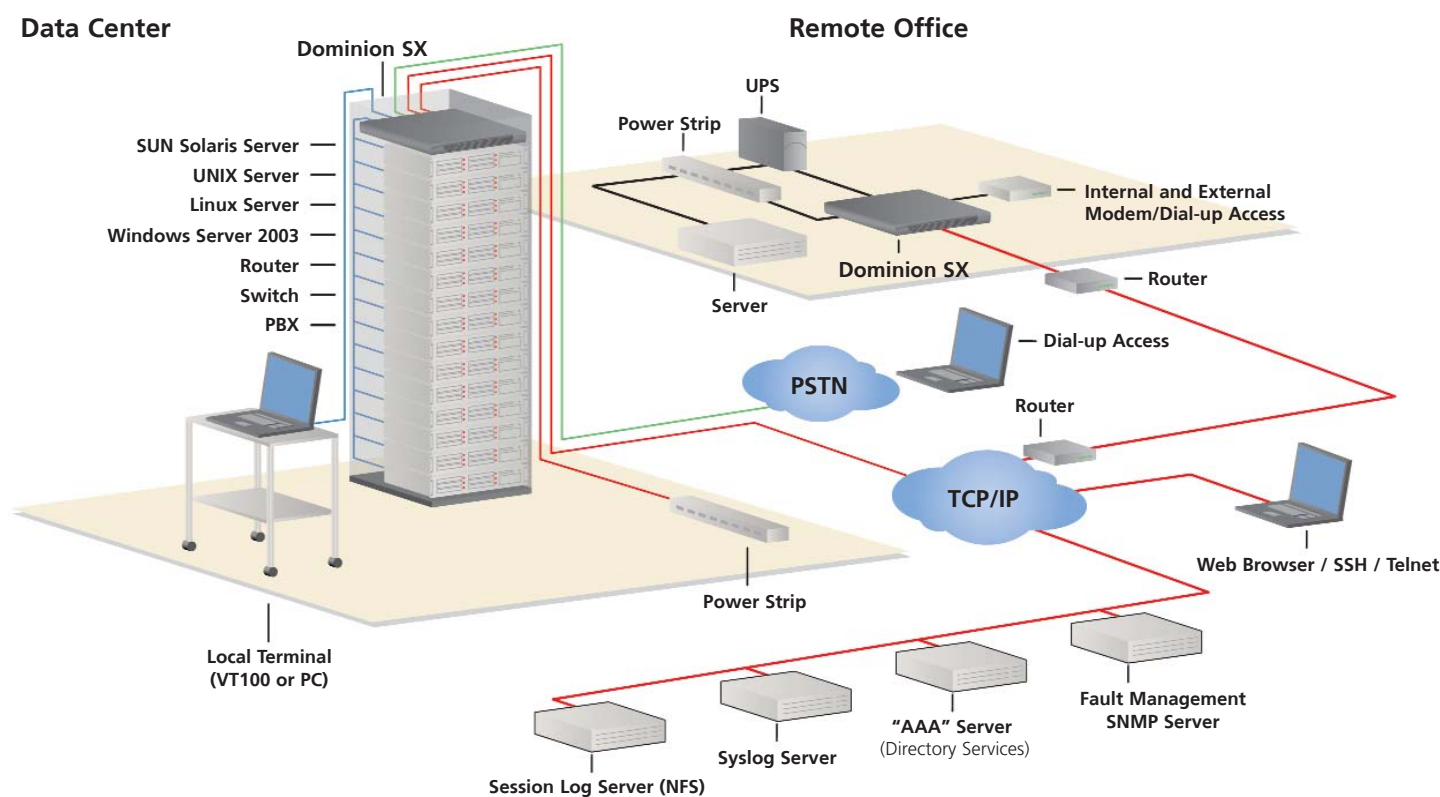 Data Center
Remote Office
Dominion SX
UPS
Power Strip
SUN Solaris Server
UNIX Server
Linux Server
Windows Server 2003
Router
Switch
PBX
Internal and External
Modem/Dial-up Access
Dominion SX
Server
Router
Dial-up Access
PSTN
Router
TCP/IP
Web Browser / SSH / Telnet
Power Strip
Local Terminal
(VT100 or PC)
Fault Management
SNMP Server
“AAA” Server
(Directory Services)
Syslog Server
Session Log Server (NFS)